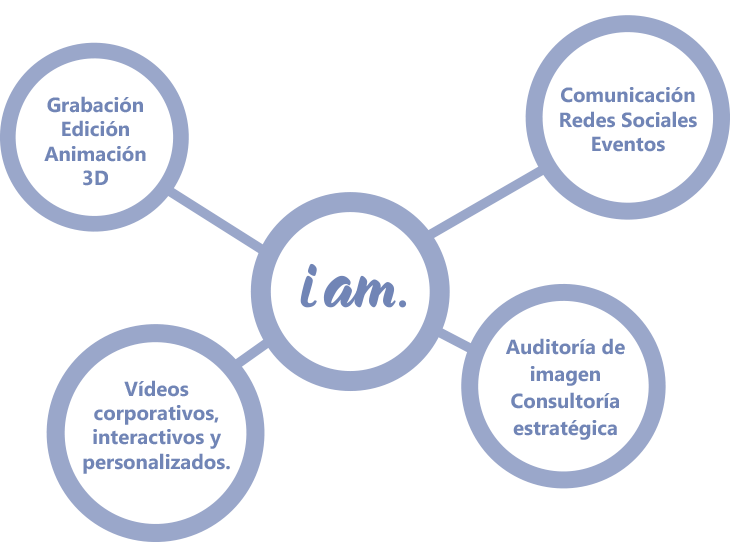 Grabación
Edición
Animación
3D
Comunicación
Redes Sociales
Eventos
i am.
Vídeos
corporativos,
interactivos y
personalizados.
Auditoría de
imagen
Consultoría
estratégica